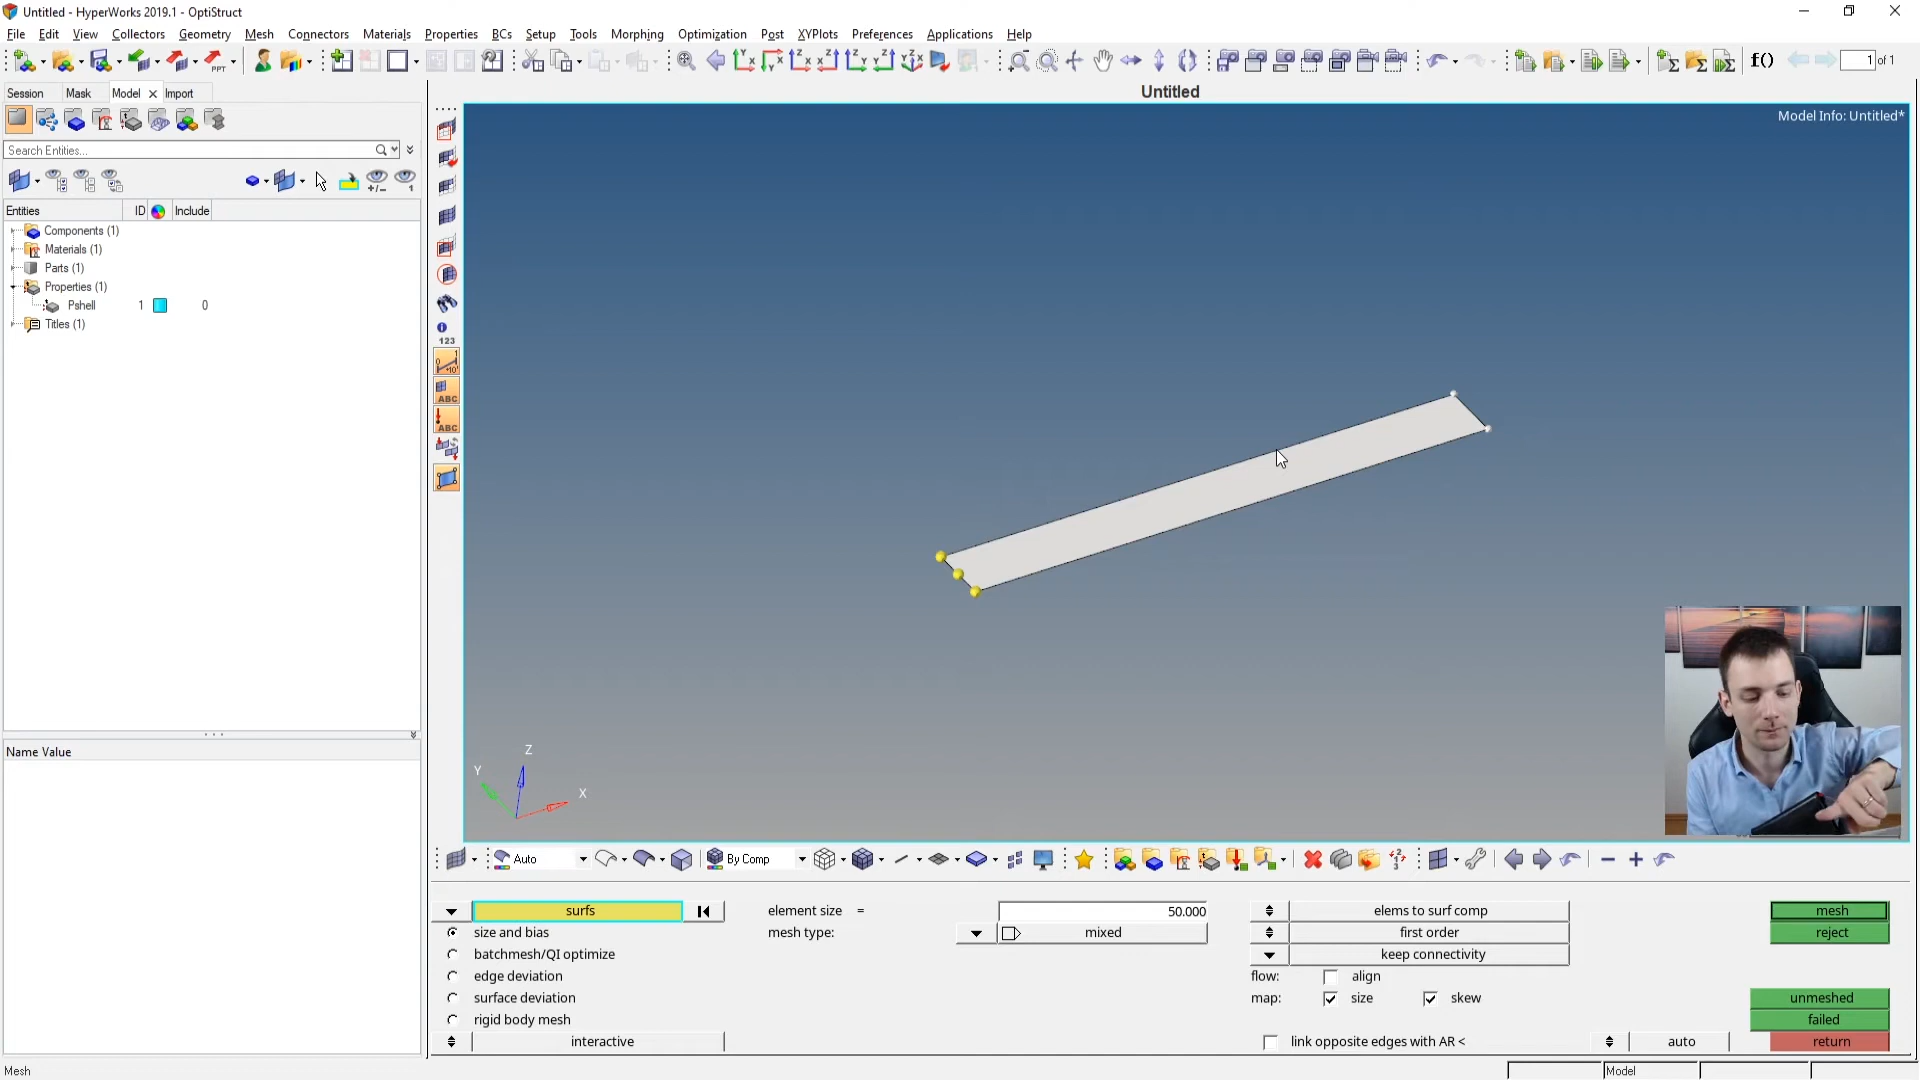 Untitled - HyperWorks 2019.1 - OptiStruct
File Edit View Collectors Geometry Mesh Connectors Materials Properties BCs Setup Tools Morphing Optimization Post XYPlots Preferences Applications Help
PPT f() 1 of 1
Session Mask Model Import
Untitled
Model Info: Untitled*
Search Entities...
Entities ID Include
Components (1)
Materials (1)
Parts (1)
Properties (1)
Pshell 1 0
Titles (1)
123
ABC
ABC
Name Value
Z
Y
X
Auto By Comp
surfs element size = 50.000 elems to surf comp mesh
size and bias mesh type: mixed first order reject
batchmesh/QI optimize keep connectivity
edge deviation flow: align
surface deviation map: size skew unmeshed
rigid body mesh failed
interactive link opposite edges with AR < auto return
Mesh Model